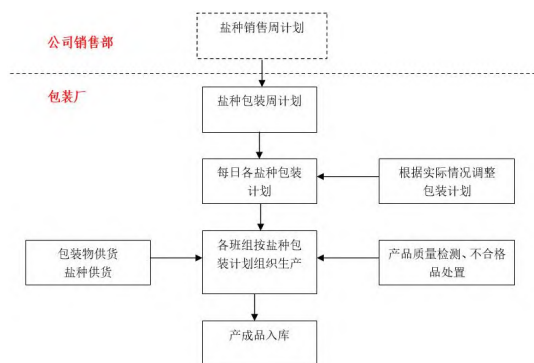 盐种销售周计划
公司销售部
包装厂
盐种包装周计划
每日各盐种包装
计划
根据实际情况调整
包装计划
包装物供货
盐种供货
各班组按盐种包
装计划组织生产
产品质量检测、不合格
品处置
产成品入库